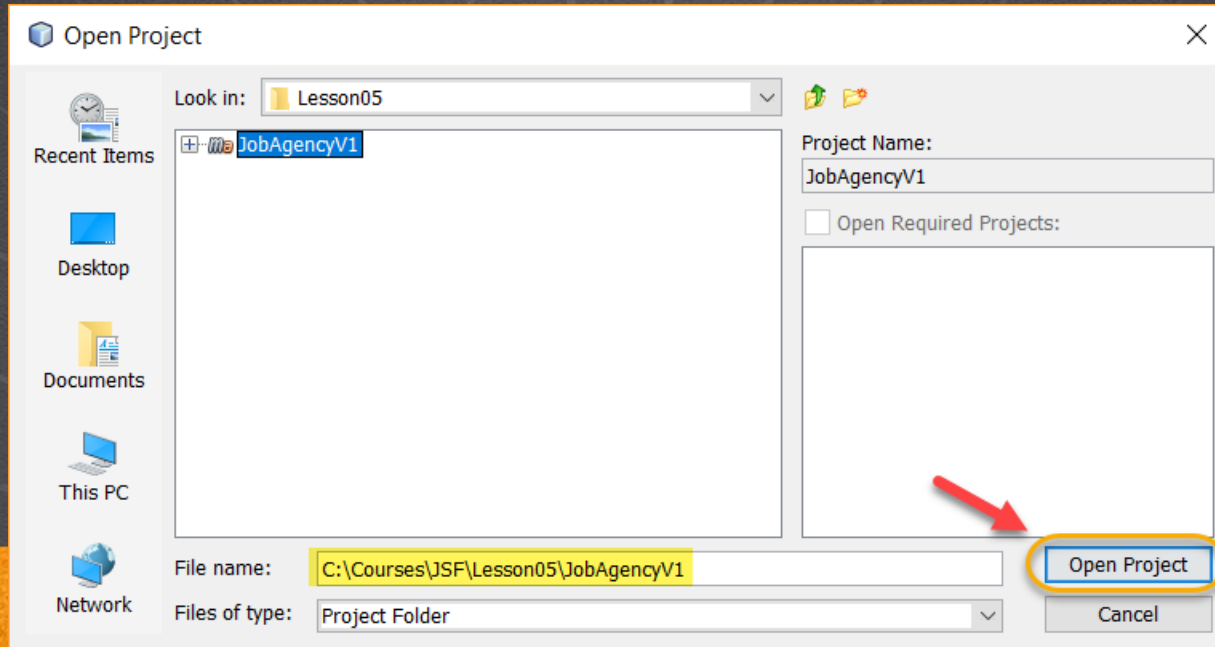 Open Project
Look in: Lesson05
Recent Items
Desktop
Documents
This PC
Network
JobAgencyV1
Project Name:
JobAgencyV1
Open Required Projects:
File name: C:\Courses\JSF\Lesson05\JobAgencyV1
Open Project
Files of type: Project Folder
Cancel